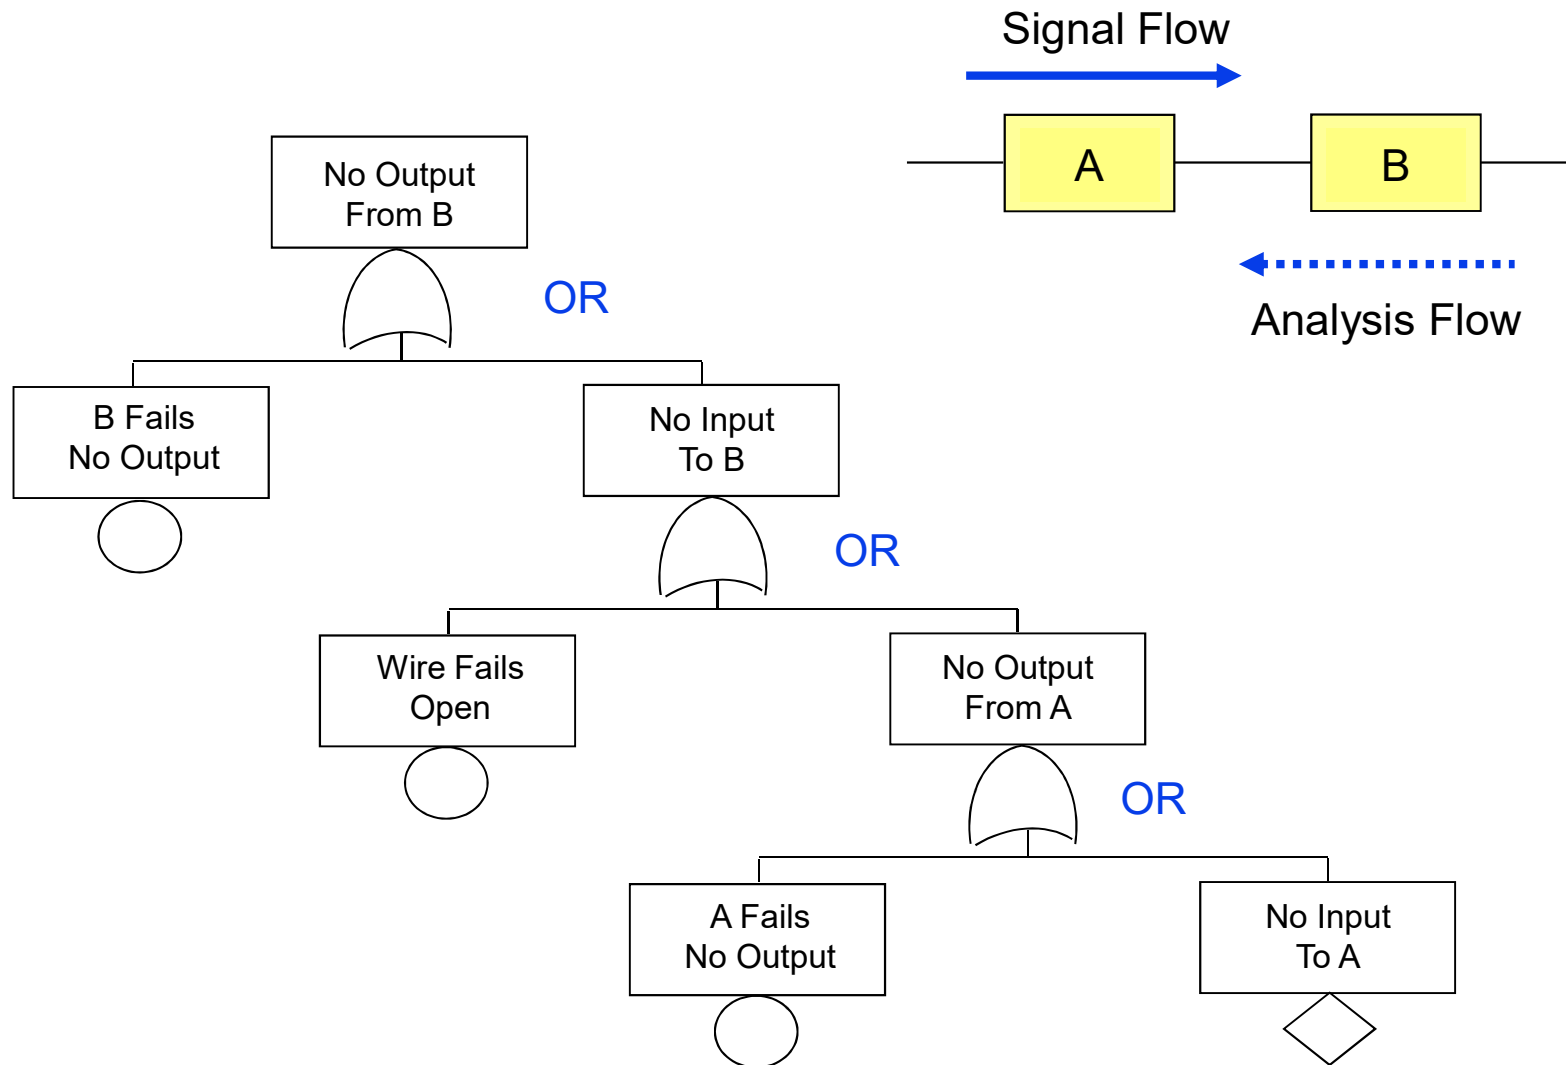 Signal Flow
A
B
Analysis Flow
No Output
From B
OR
B Fails
No Output
No Input
To B
OR
Wire Fails
Open
No Output
From A
OR
A Fails
No Output
No Input
To A